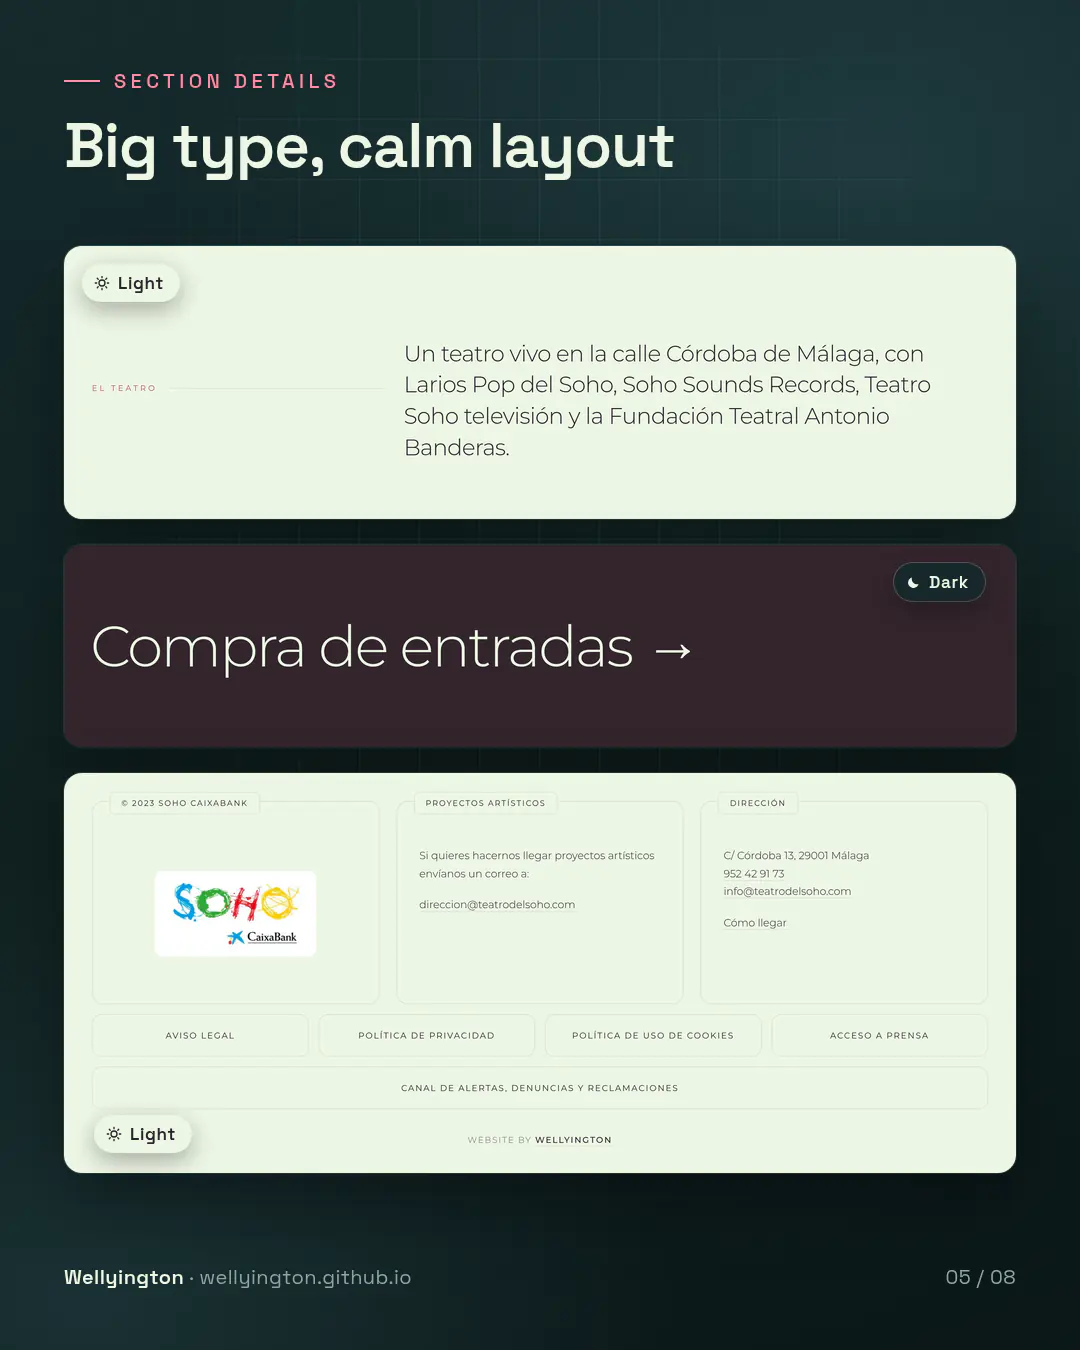 SECTION DETAILS
Big type, calm layout
Light
EL TEATRO
Un teatro vivo en la calle Córdoba de Málaga, con
Larios Pop del Soho, Soho Sounds Records, Teatro
Soho televisión y la Fundación Teatral Antonio
Banderas.
Dark
Compra de entradas →
© 2023 SOHO CAIXABANK
SOHO
CaixaBank
PROYECTOS ARTÍSTICOS
Si quieres hacernos llegar proyectos artísticos
envíanos un correo a:
direccion@teatrodelsoho.com
DIRECCIÓN
C/ Córdoba 13, 29001 Málaga
952 42 91 73
info@teatrodelsoho.com
Cómo llegar
AVISO LEGAL
POLÍTICA DE PRIVACIDAD
POLÍTICA DE USO DE COOKIES
ACCESO A PRENSA
CANAL DE ALERTAS, DENUNCIAS Y RECLAMACIONES
Light
WEBSITE BY WELLYINGTON
Wellyington · wellyington.github.io
05 / 08